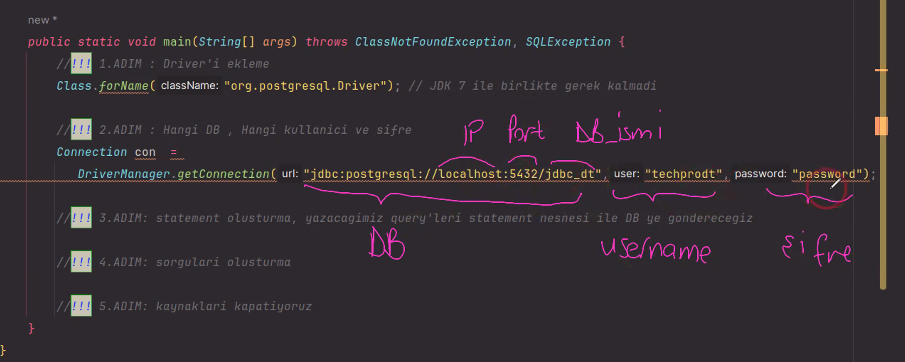 new *
public static void main(String[] args) throws ClassNotFoundException, SQLException {
//!!! 1.ADIM : Driver'i ekleme
Class.forName( className: "org.postgresql.Driver"); // JDK 7 ile birlikte gerek kalmadi
//!!! 2.ADIM : Hangi DB , Hangi kullanici ve sifre
IP Port DB_ismi
Connection con =
DriverManager.getConnection( url: "jdbc:postgresql://localhost:5432/jdbc_dt", user: "techprodt", password: "password");
//!!! 3.ADIM: statement olusturma, yazacagimiz query'leri statement nesnesi ile DB ye gonderecegiz
DB username şifre
//!!! 4.ADIM: sorgulari olusturma
//!!! 5.ADIM: kaynaklari kapatiyoruz
}
}